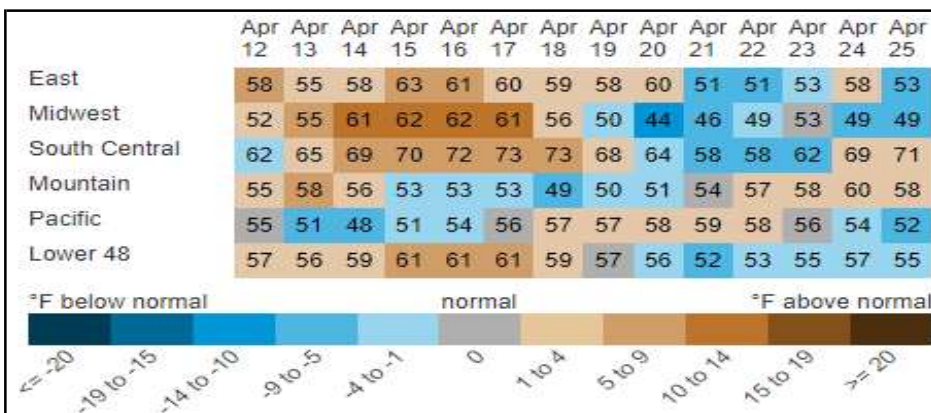 Apr Apr Apr Apr Apr Apr Apr Apr Apr Apr Apr Apr Apr Apr
12 13 14 15 16 17 18 19 20 21 22 23 24 25
East 58 55 58 63 61 60 59 58 60 51 51 53 58 53
Midwest 52 55 61 62 62 61 56 50 44 46 49 53 49 49
South Central 62 65 69 70 72 73 73 68 64 58 58 62 69 71
Mountain 55 58 56 53 53 53 49 50 51 54 57 58 60 58
Pacific 55 51 48 51 54 56 57 57 58 59 58 56 54 52
Lower 48 57 56 59 61 61 61 59 57 56 52 53 55 57 55
°F below normal normal °F above normal
<= -20 -19 to -15 -14 to -10 -9 to -5 -4 to -1 0 1 to 4 5 to 9 10 to 14 15 to 19 >= 20